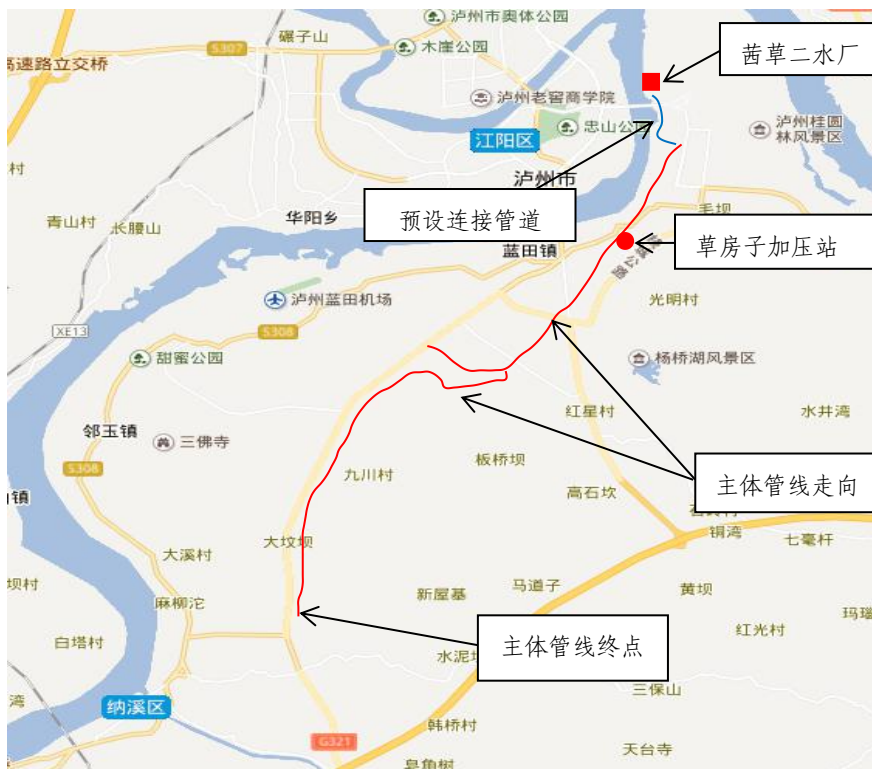 泸州市奥体公园
碾子山
S307
木崖公园
高速路立交桥
茜草二水厂
泸州老窖商学院
忠山公园
泸州桂圆
林风景区
江阳区
村
泸州市
预设连接管道
毛坝
华阳乡
青山村
长腰山
草房子加压站
蓝田镇
公路
泸州蓝田机场
光明村
XE13
S308
甜蜜公园
杨桥湖风景区
红星村
水井湾
邻玉镇
三佛寺
板桥坝
S308
九川村
主体管线走向
高石坎
镇
大坟坝
铜湾
七毫杆
大溪村
马道子
坝村
新屋基
黄坝
麻柳沱
玛瑙
白塔村
主体管线终点
红光村
水泥
湾
三保山
纳溪区
韩桥村
G321
天台寺
皂角树